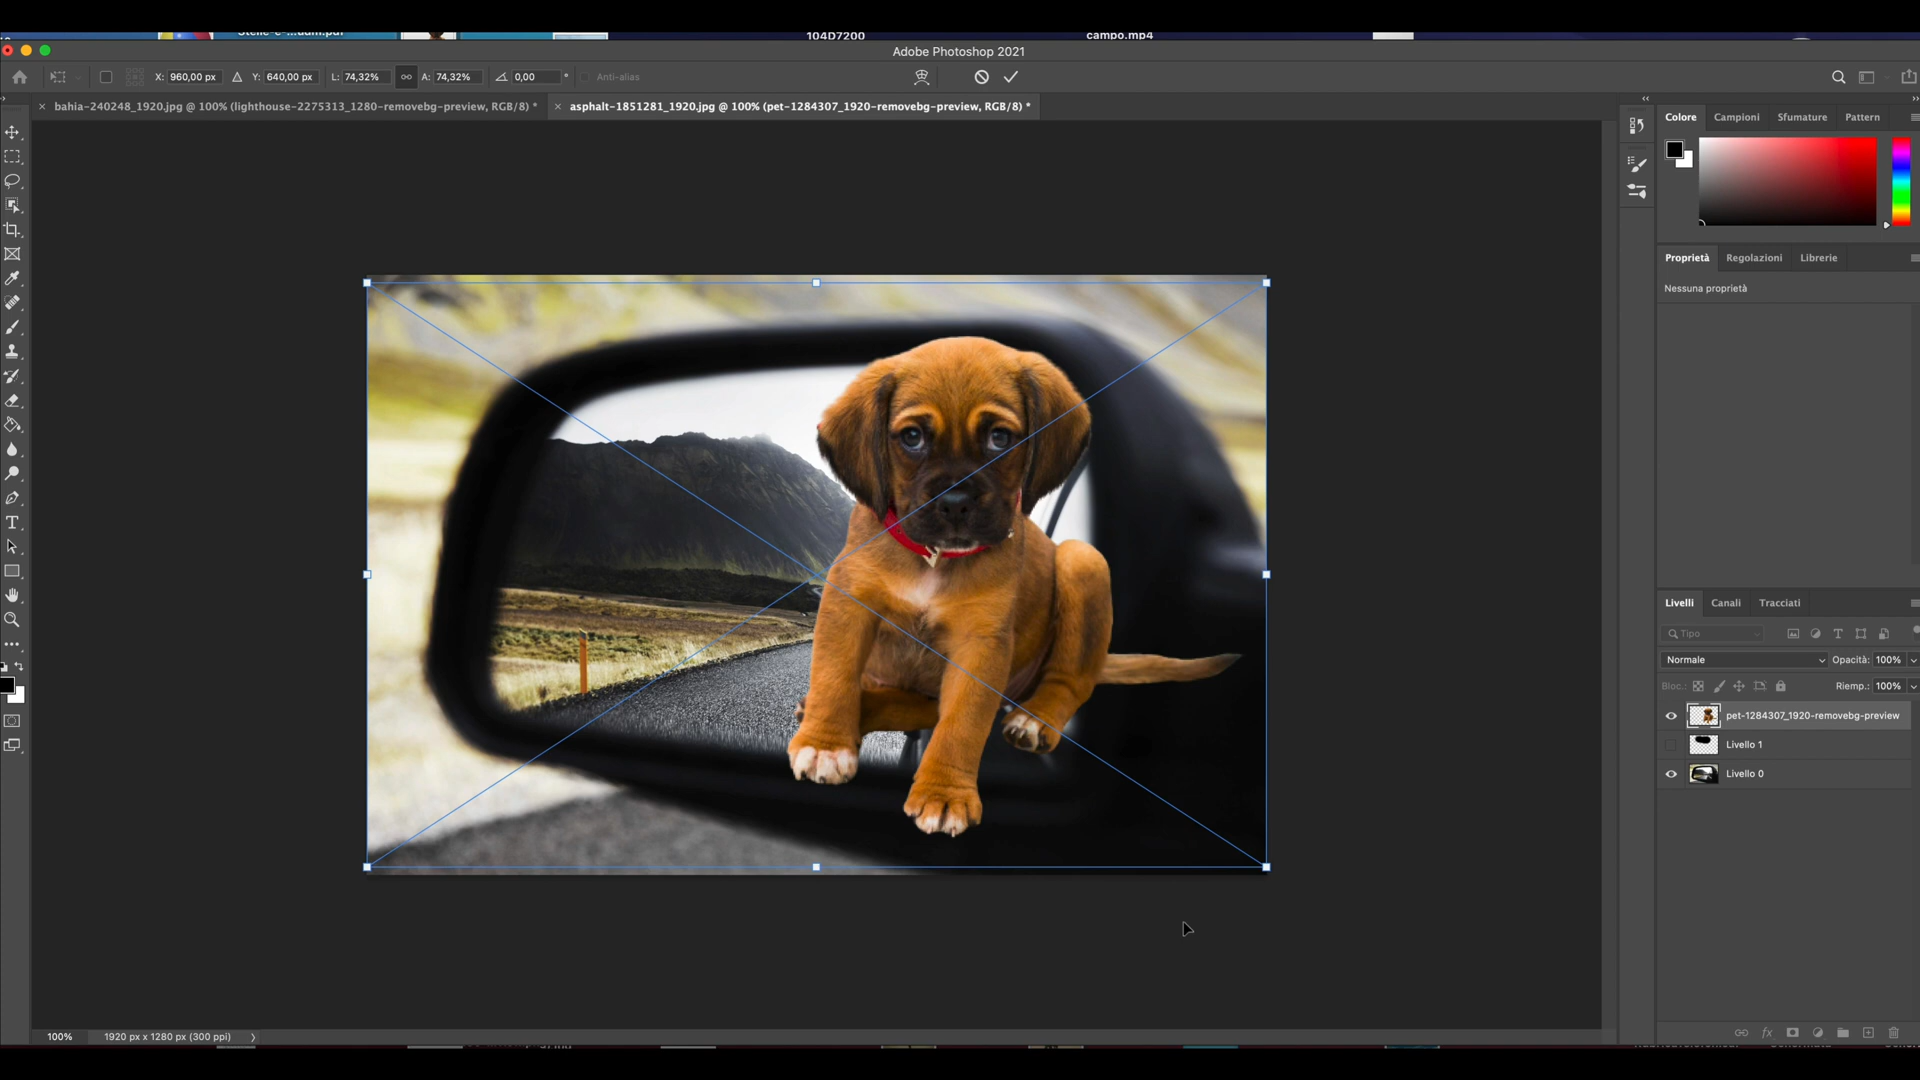 104D7200
campo.mp4
Adobe Photoshop 2021
X: 960,00 px Y: 640,00 px L: 74,32% A: 74,32% 0,00 ° Anti-alias
bahia-240248_1920.jpg @ 100% (lighthouse-2275313_1280-removebg-preview, RGB/8) *
asphalt-1851281_1920.jpg @ 100% (pet-1284307_1920-removebg-preview, RGB/8) *
Colore Campioni Sfumature Pattern
Proprietà Regolazioni Librerie
Nessuna proprietà
Livelli Canali Tracciati
Tipo
Normale Opacità: 100%
Bloc.: Riemp.: 100%
pet-1284307_1920-removebg-preview
Livello 1
Livello 0
100% 1920 px x 1280 px (300 ppi)